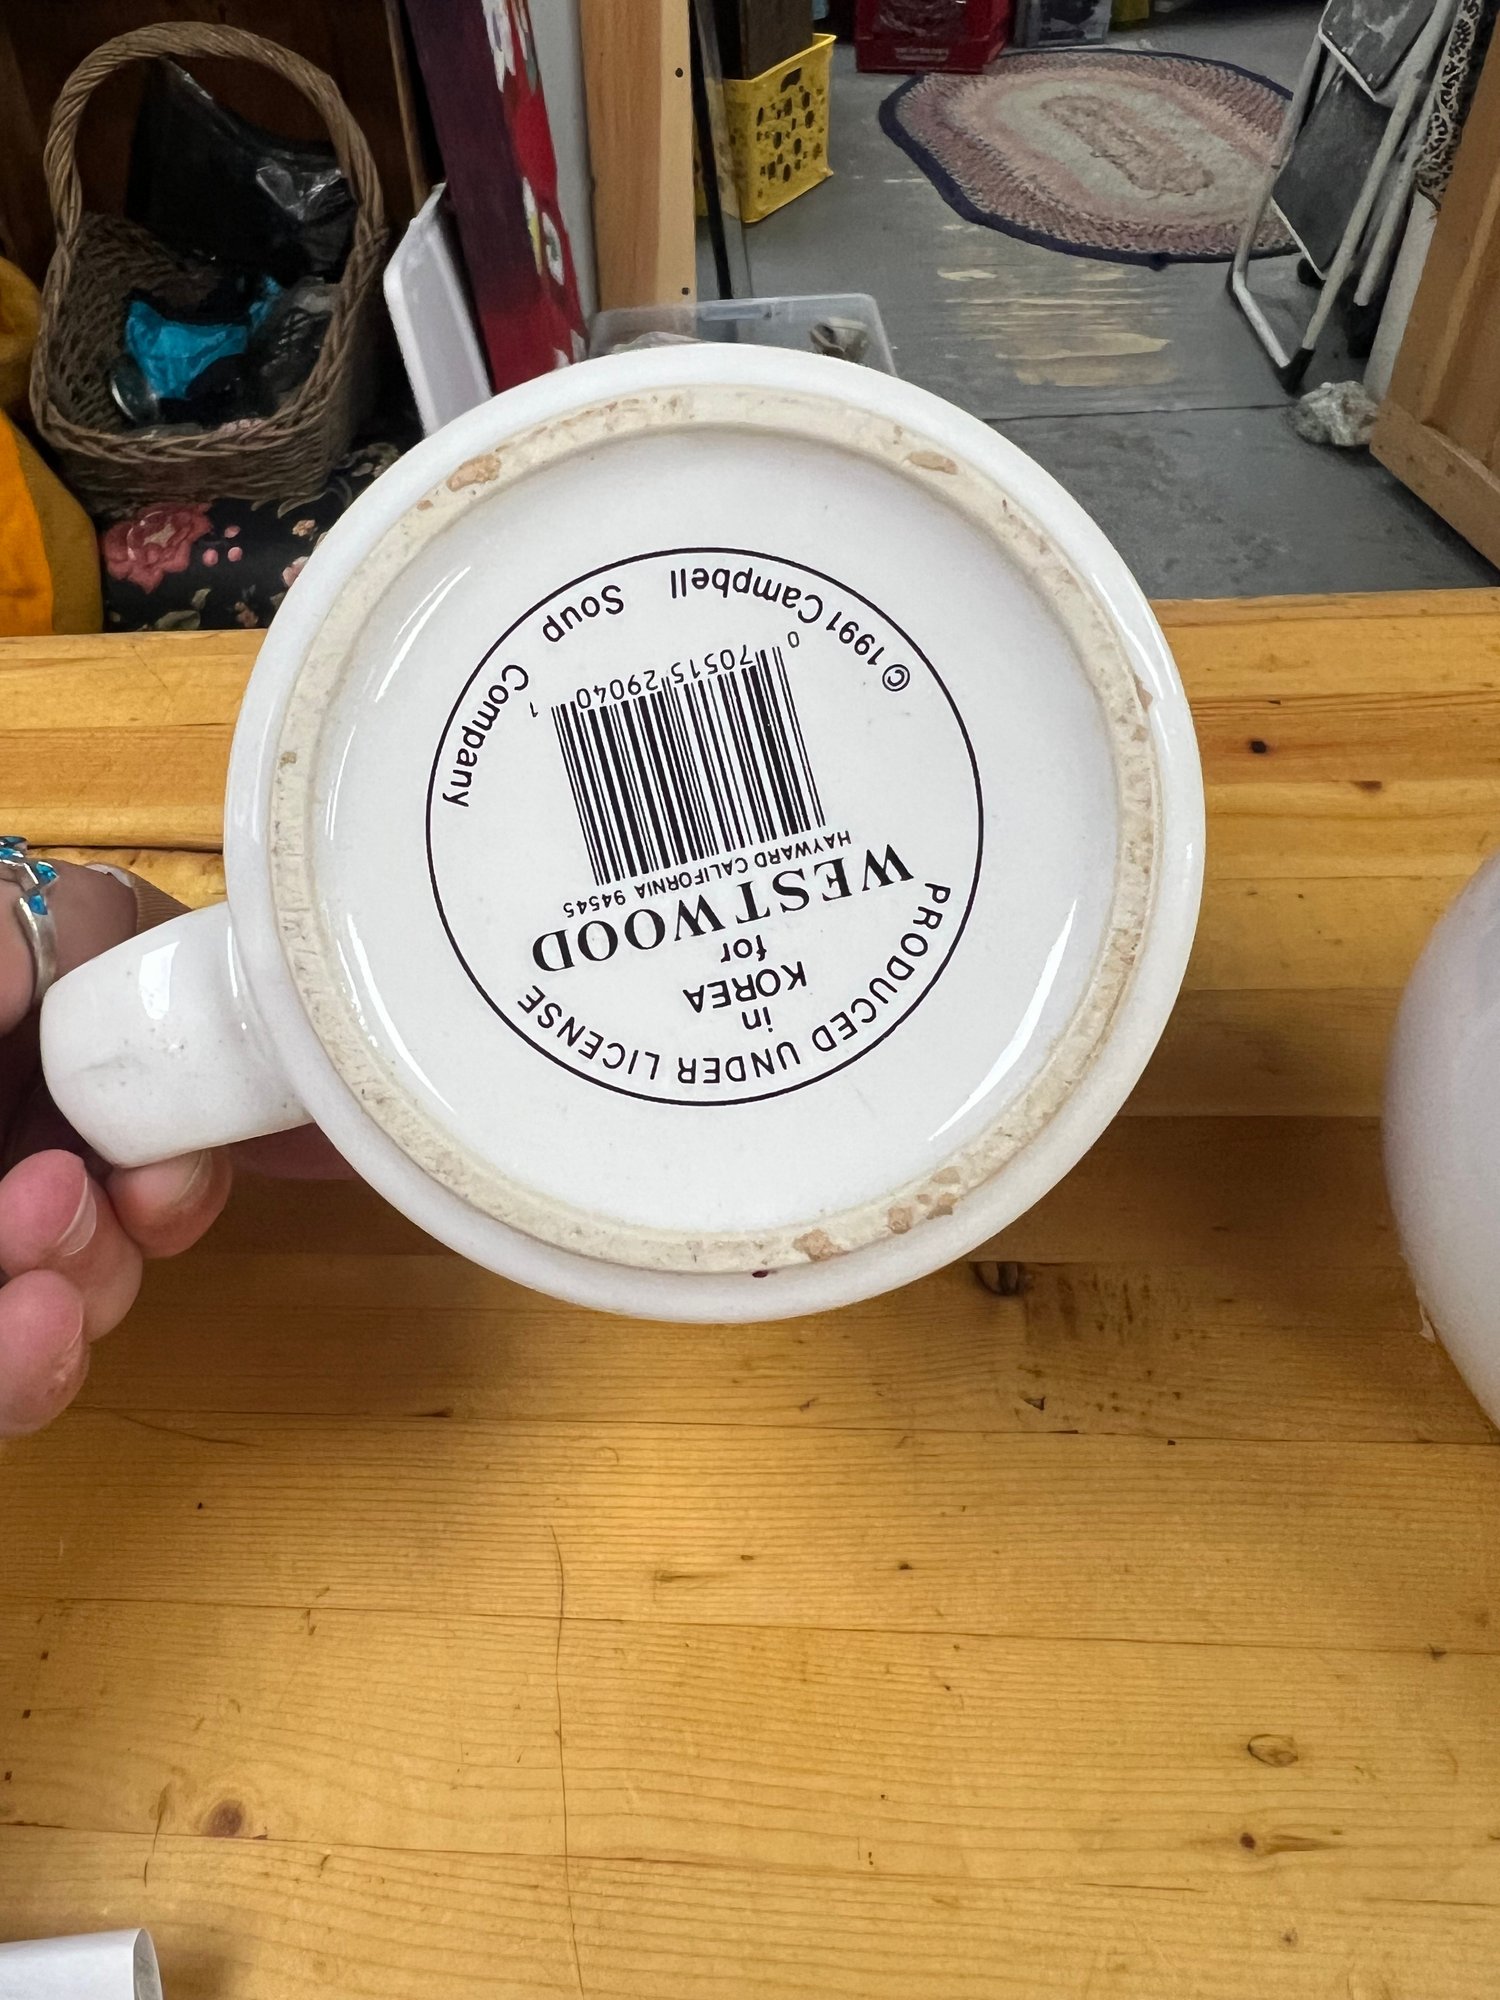 PRODUCED UNDER LICENSE
in
KOREA
for
WESTWOOD
HAYWARD CALIFORNIA 94545
0 70515 29040 1
© 1991 Campbell Soup Company